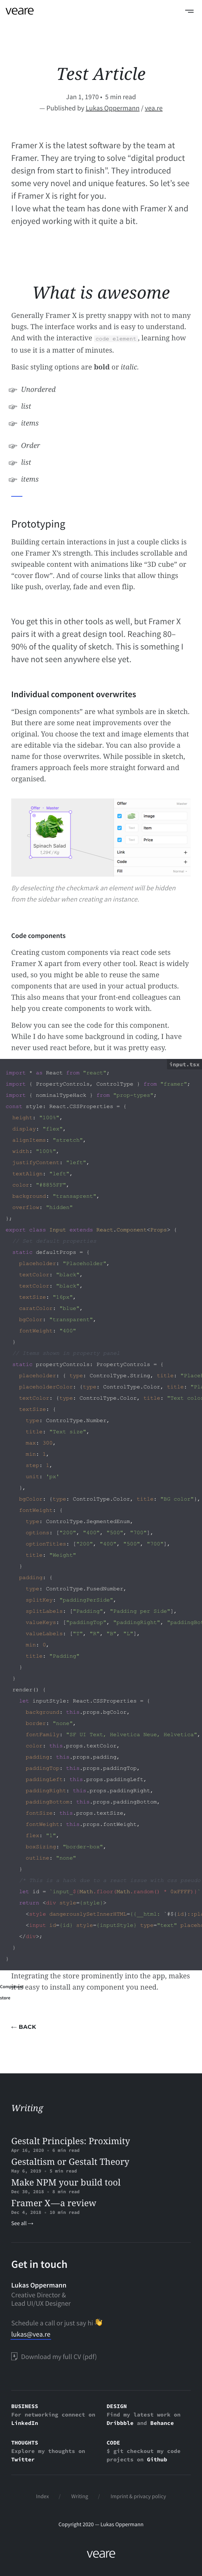 veare
Test Article
Jan 1, 1970 • 5 min read
— Published by Lukas Oppermann / vea.re
Framer X is the latest software by the team at
Framer. They are trying to solve “digital product
design from start to finish”. They introduced
some very novel and unique features. So let’s see
if Framer X is right for you.
I love what the team has done with Framer X and
enjoyed working with it quite a bit.
What is awesome
Generally Framer X is pretty snappy with not to many
bugs. The interface works and is easy to understand.
And with the interactive code element, learning how
to use it is a matter of minutes.
Basic styling options are bold or italic.
Unordered
list
items
Order
list
items
Prototyping
Building certain interactions in just a couple clicks is
one Framer X’s strength. This includes scrollable and
swipeable content with animations like “3D cube” or
“cover flow”. And of course links that allow things
like push, overlay, fade and even flip.
You get this in other tools as well, but Framer X
pairs it with a great design tool. Reaching 80–
90% of the quality of sketch. This is something I
have not seen anywhere else yet.
Individual component overwrites
“Design components” are what symbols are in sketch.
But there are some neat improvements over the
original. You choose the text and image elements that
are editable via the sidebar. You can also provide a
name for those overwrites. While possible in sketch,
framers approach feels more straight forward and
organised.
Offer
Image
Text
Item
Text
Price
Link
Code
Fill
Spinach Salad
By deselecting the checkmark an element will be hidden
from the sidebar when creating an instance.
Code components
Creating custom components via react code sets
Framer X apart from every other tool. React is widely
used, so you might be able to reuse the same
components that are used in your actual products.
This also means that your front-end colleagues can
help you create components that work with.
Below you can see the code for the input component.
While I do have some background in coding, I have
never used react before, but it was pretty easy.
input.tsx
import * as React from "react";
import { PropertyControls, ControlType } from "framer";
import { nominalTypeHack } from "prop-types";
const style: React.CSSProperties = {
height: "100%",
display: "flex",
alignItems: "stretch",
width: "100%",
justifyContent: "left",
textAlign: "left",
color: "#8855FF",
background: "transaprent",
overflow: "hidden"
};
export class Input extends React.Component<Props> {
static defaultProps = {
placeholder: "Placeholder",
textColor: "black",
textColor: "black",
textSize: "16px",
caratColor: "blue",
bgColor: "transparent",
fontWeight: "400"
}
static propertyControls: PropertyControls = {
placeholder: { type: ControlType.String, title:
placeholderColor: {type: ControlType.Color, title:
textColor: {type: ControlType.Color, title:
textSize: {
type: ControlType.Number,
title: "Text size",
max: 300,
min: 1,
step: 1,
unit: 'px'
},
bgColor: {type: ControlType.Color, title: "BG color"},
fontWeight: {
type: ControlType.SegmentedEnum,
options: ["200", "400", "500", "700"],
optionTitles: ["200", "400", "500", "700"],
title: "Weight"
}
padding: {
type: ControlType.FusedNumber,
splitKey: "paddingPerSide",
splitLabels: ["Padding", "Padding per Side"],
valueKeys: ["paddingTop", "paddingRight",
valueLabels: ["T", "R", "B", "L"],
min: 0,
title: "Padding"
}
}
render() {
let inputStyle: React.CSSProperties = {
background: this.props.bgColor,
border: "none",
fontFamily: "SF UI Text, Helvetica Neue, Helvetica",
color: this.props.textColor,
padding: this.props.padding,
paddingTop: this.props.paddingTop,
paddingLeft: this.props.paddingLeft,
paddingRight: this.props.paddingRight,
paddingBottom: this.props.paddingBottom,
fontSize: this.props.textSize,
fontWeight: this.props.fontWeight,
flex: "1",
boxSizing: "border-box",
outline: "none"
}
let id = `input_${Math.floor(Math.random() * 0xFFFF)}
return <div style={style}>
<style dangerouslySetInnerHTML={{__html:
<input id={id} style={inputStyle} type="text"
</div>;
}
}
Component
store
Integrating the store prominently into the app, makes
easy to install any component you need.
← BACK
Writing
Gestalt Principles: Proximity
Apr 18, 2020 · 6 min read
Gestaltism or Gestalt Theory
May 6, 2019 · 5 min read
Make NPM your build tool
Dec 30, 2018 · 8 min read
Framer X—a review
Dec 4, 2018 · 10 min read
See all →
Get in touch
Lukas Oppermann
Creative Director &
Lead UI/UX Designer
Schedule a call or just say hi 👋
lukas@vea.re
Download my full CV (pdf)
BUSINESS
For networking connect on
LinkedIn
DESIGN
Find my latest work on
Dribbble and Behance
THOUGHTS
Explore my thoughts on
Twitter
CODE
$ git checkout my code
projects on Github
Index / Writing / Imprint & privacy policy
Copyright 2020 — Lukas Oppermann
veare